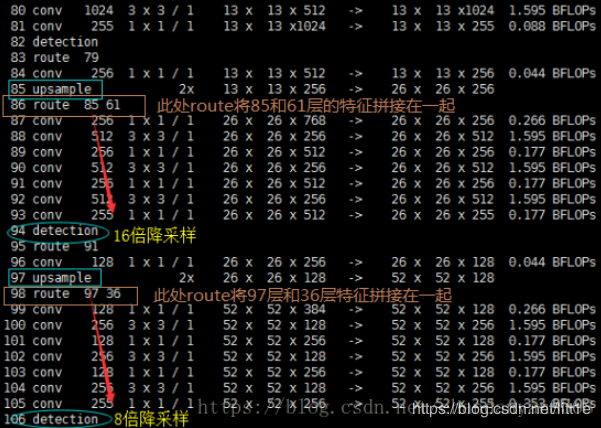 80 conv 1024 3 x 3 / 1 13 x 13 x 512 -> 13 x 13 x1024 1.595 BFLOPs
81 conv 255 1 x 1 / 1 13 x 13 x1024 -> 13 x 13 x 255 0.088 BFLOPs
82 detection
83 route 79
84 conv 256 1 x 1 / 1 13 x 13 x 512 -> 13 x 13 x 256 0.044 BFLOPs
85 upsample 2x 13 x 13 x 256 -> 26 x 26 x 256
86 route 85 61 此处route将85和61层的特征拼接在一起
87 conv 256 1 x 1 / 1 26 x 26 x 768 -> 26 x 26 x 256 0.266 BFLOPs
88 conv 512 3 x 3 / 1 26 x 26 x 256 -> 26 x 26 x 512 1.595 BFLOPs
89 conv 256 1 x 1 / 1 26 x 26 x 512 -> 26 x 26 x 256 0.177 BFLOPs
90 conv 512 3 x 3 / 1 26 x 26 x 256 -> 26 x 26 x 512 1.595 BFLOPs
91 conv 256 1 x 1 / 1 26 x 26 x 512 -> 26 x 26 x 256 0.177 BFLOPs
92 conv 512 3 x 3 / 1 26 x 26 x 256 -> 26 x 26 x 512 1.595 BFLOPs
93 conv 255 1 x 1 / 1 26 x 26 x 512 -> 26 x 26 x 255 0.177 BFLOPs
94 detection 16倍降采样
95 route 91
96 conv 128 1 x 1 / 1 26 x 26 x 256 -> 26 x 26 x 128 0.044 BFLOPs
97 upsample 2x 26 x 26 x 128 -> 52 x 52 x 128
98 route 97 36 此处route将97层和36层特征拼接在一起
99 conv 128 1 x 1 / 1 52 x 52 x 384 -> 52 x 52 x 128 0.266 BFLOPs
100 conv 256 3 x 3 / 1 52 x 52 x 128 -> 52 x 52 x 256 1.595 BFLOPs
101 conv 128 1 x 1 / 1 52 x 52 x 256 -> 52 x 52 x 128 0.177 BFLOPs
102 conv 256 3 x 3 / 1 52 x 52 x 128 -> 52 x 52 x 256 1.595 BFLOPs
103 conv 128 1 x 1 / 1 52 x 52 x 256 -> 52 x 52 x 128 0.177 BFLOPs
104 conv 256 3 x 3 / 1 52 x 52 x 128 -> 52 x 52 x 256 1.595 BFLOPs
105 conv 255 1 x 1 / 1 52 x 52 x 256 -> 52 x 52 x 255 0.353 BFLOPs
106 detection 8倍降采样
https://blog.csdn.net/little